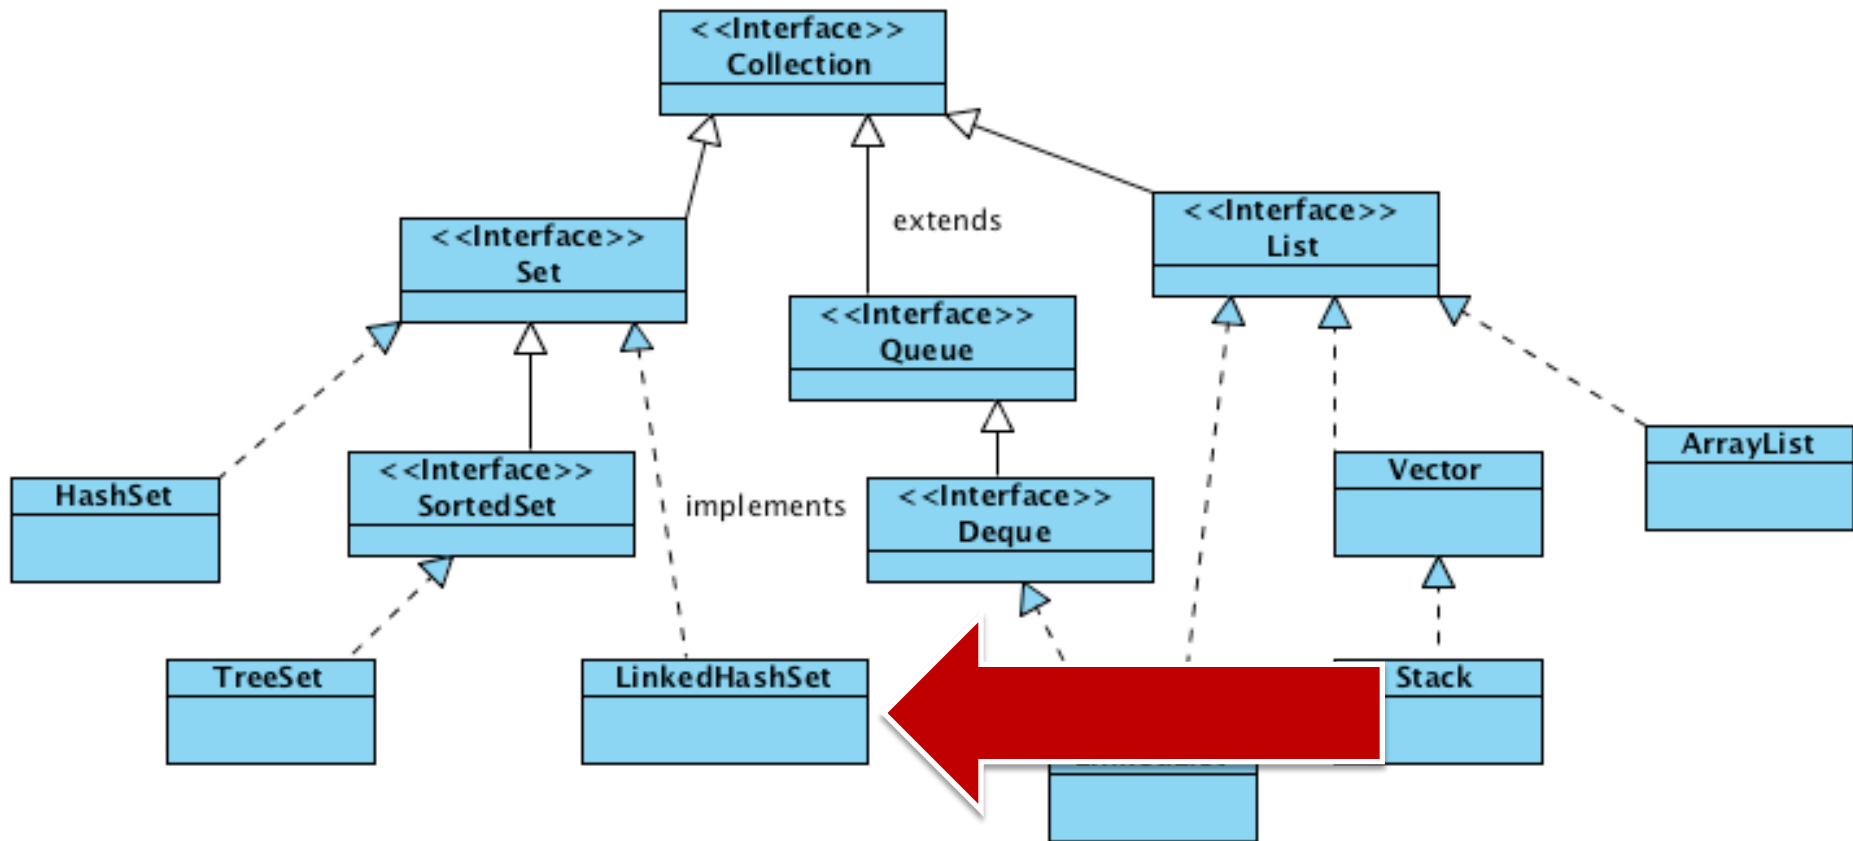 <<Interface>>
Collection
<<Interface>>
Set
extends
<<Interface>>
List
<<Interface>>
Queue
HashSet
<<Interface>>
SortedSet
implements
<<Interface>>
Deque
Vector
ArrayList
TreeSet
LinkedHashSet
Stack